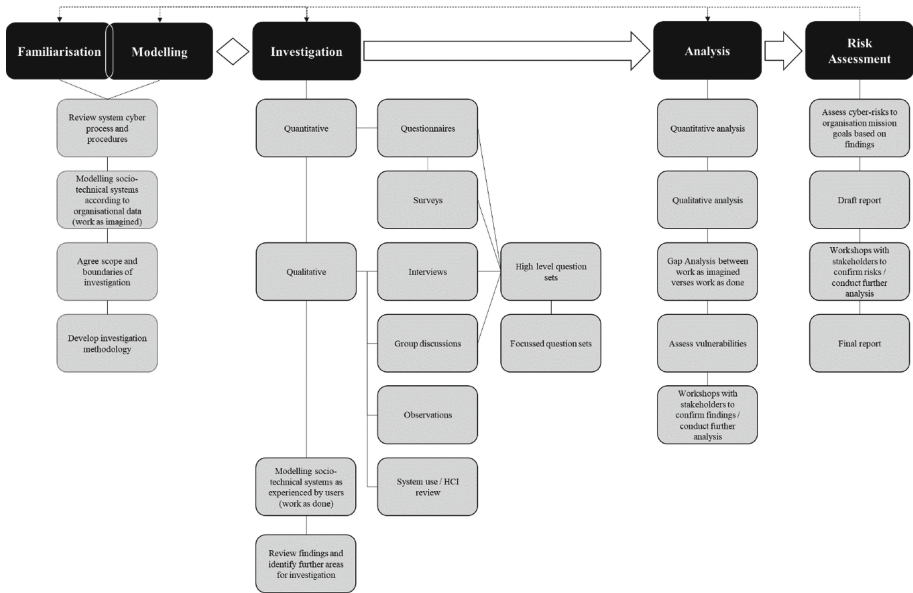 Familiarisation
Modelling
Investigation
Analysis
Risk
Assessment
Review system cyber
process and
procedures
Modelling socio-
technical systems
according to
organisational data
(work as imagined)
Agree scope and
boundaries of
investigation
Develop investigation
methodology
Quantitative
Questionnaires
Surveys
Qualitative
Interviews
High level question
sets
Group discussions
Focussed question sets
Observations
System use / HCI
review
Modelling socio-
technical systems as
experienced by users
(work as done)
Review findings and
identify further areas
for investigation
Quantitative analysis
Qualitative analysis
Gap Analysis between
work as imagined
verses work as done
Assess vulnerabilities
Workshops with
stakeholders to
confirm findings /
conduct further
analysis
Assess cyber-risks to
organisation mission
goals based on
findings
Draft report
Workshops with
stakeholders to
confirm risks /
conduct further
analysis
Final report